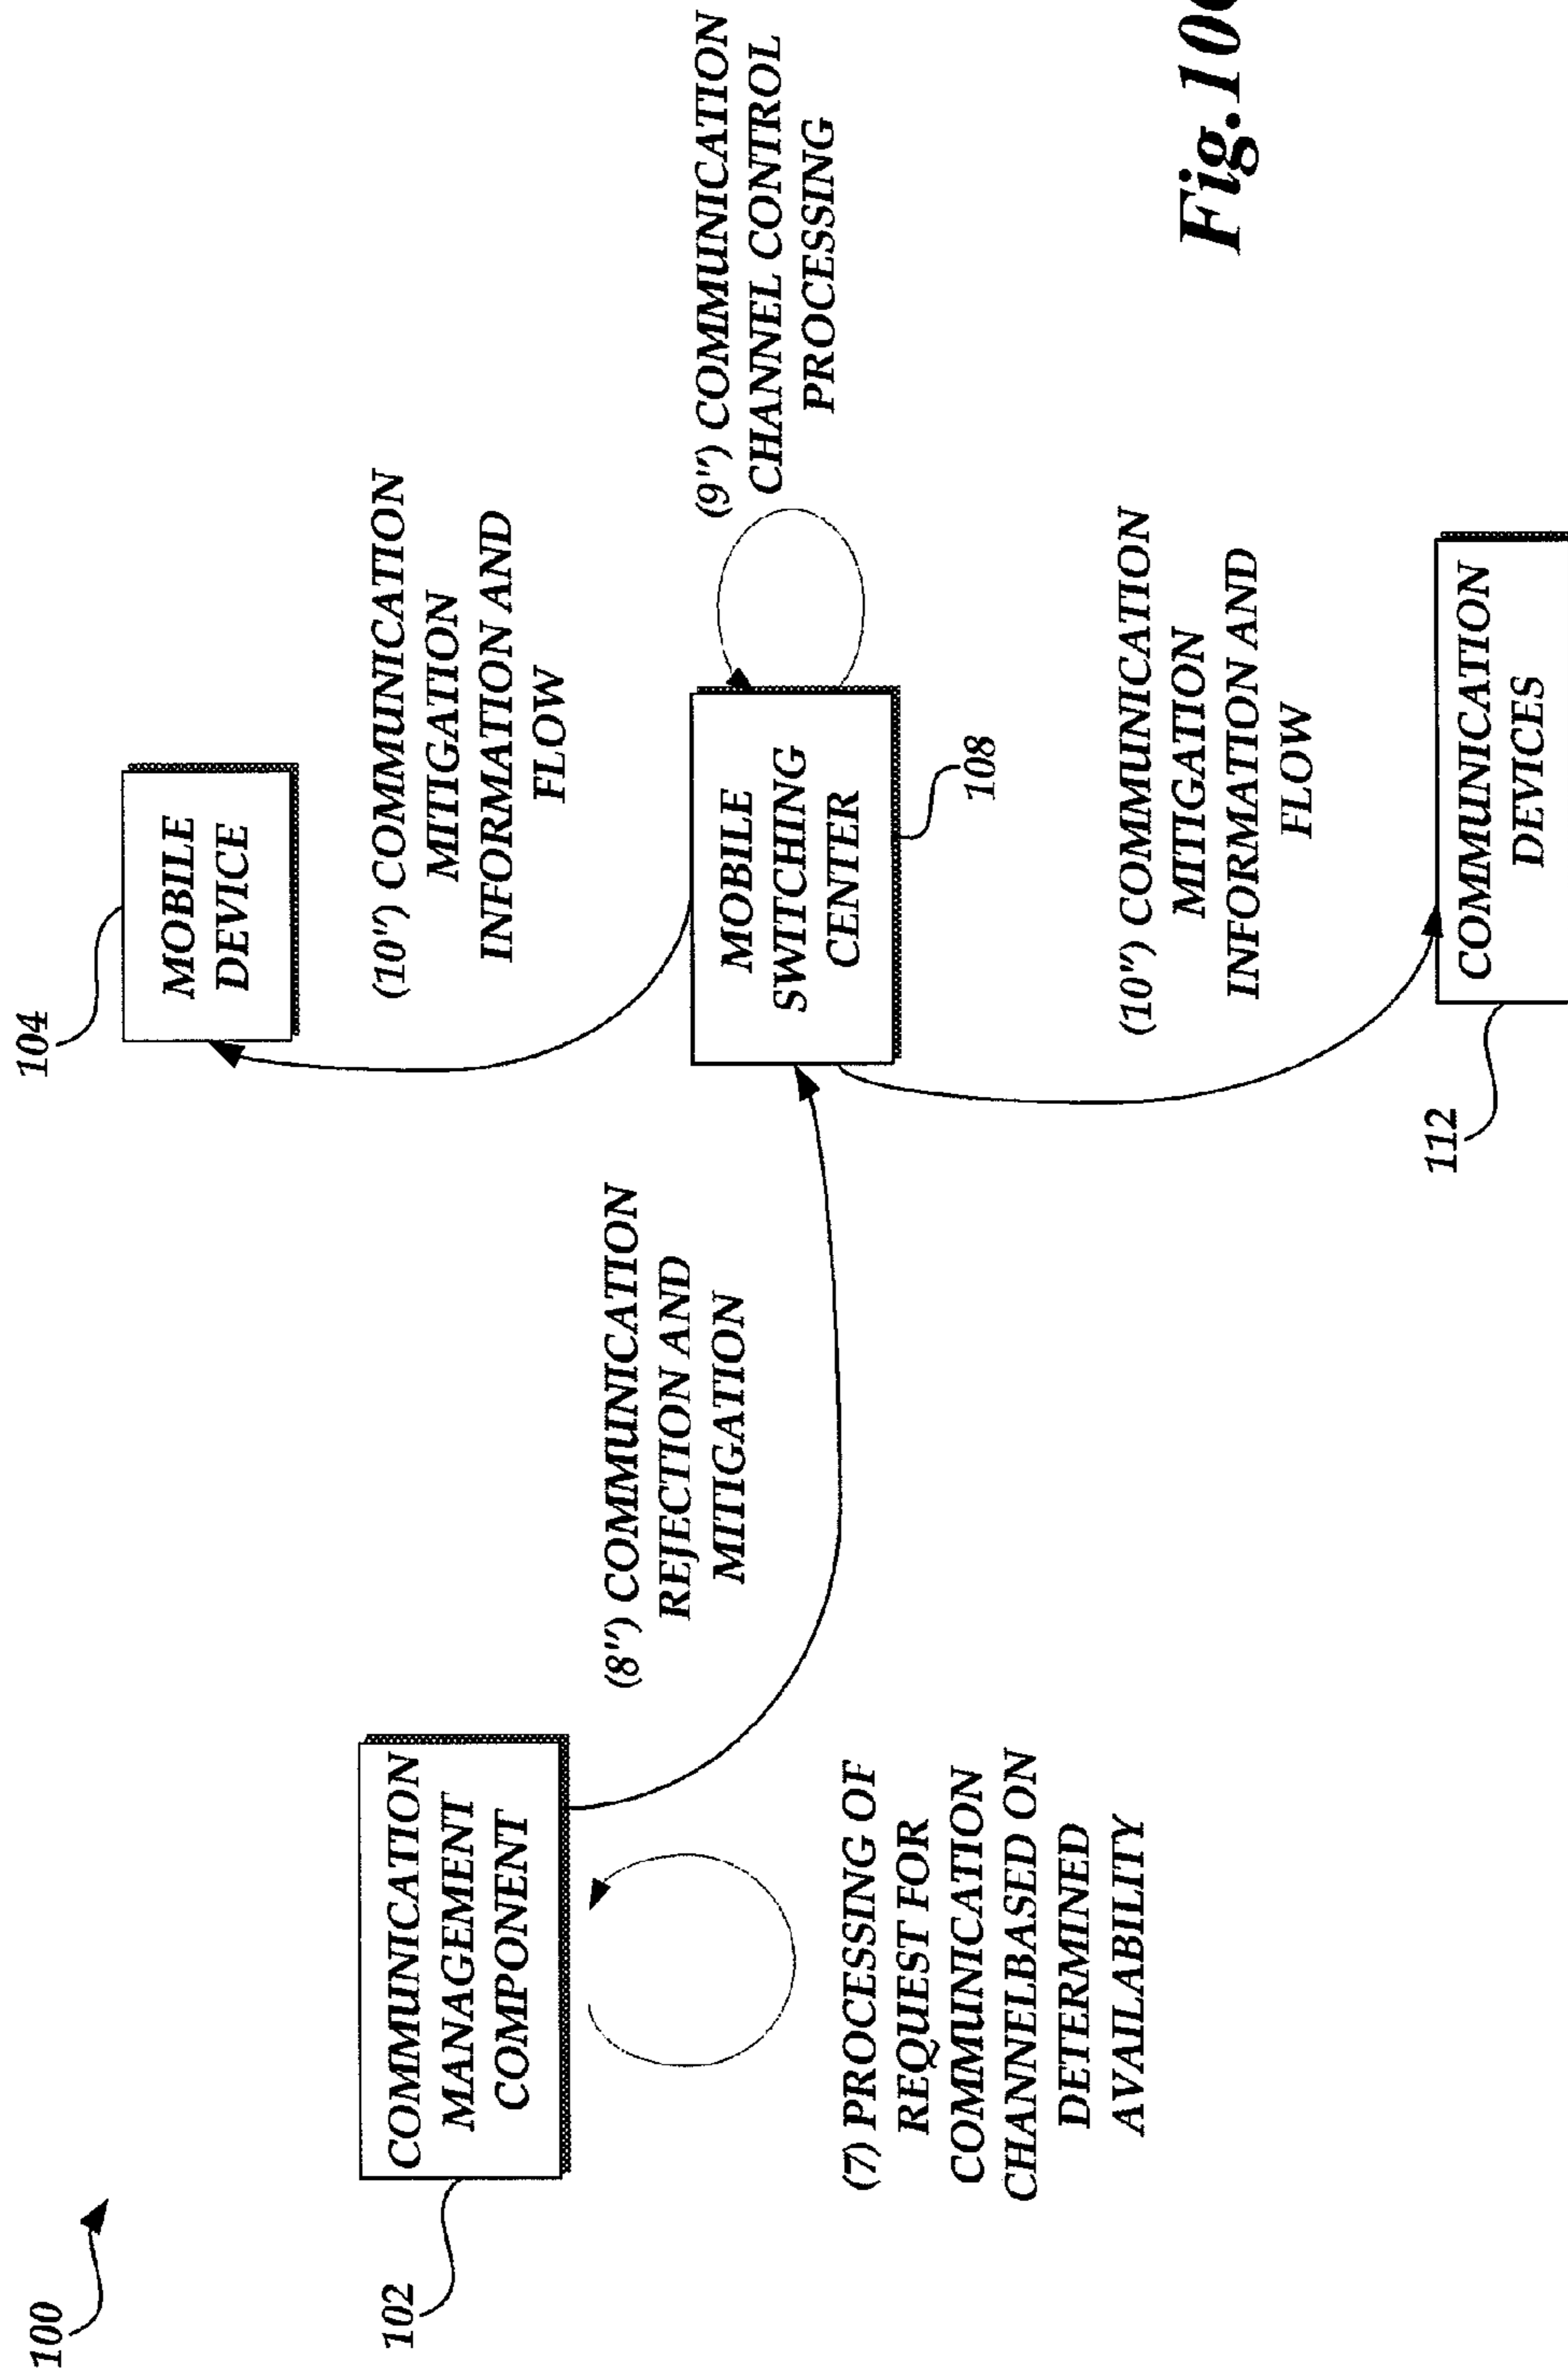 100
104
MOBILE
DEVICE
102
COMMUNICATION
MANAGEMENT
COMPONENT
(10") COMMUNICATION
MITIGATION
INFORMATION AND
FLOW
(8") COMMUNICATION
REJECTION AND
MITIGATION
MOBILE
SWITCHING
CENTER
108
(9") COMMUNICATION
CHANNEL CONTROL
PROCESSING
(7) PROCESSING OF
REQUEST FOR
COMMUNICATION
CHANNELBASED ON
DETERMINED
AVAILABILITY
(10") COMMUNICATION
MITIGATION
INFORMATION AND
FLOW
Fig.10C
112
COMMUNICATION
DEVICES